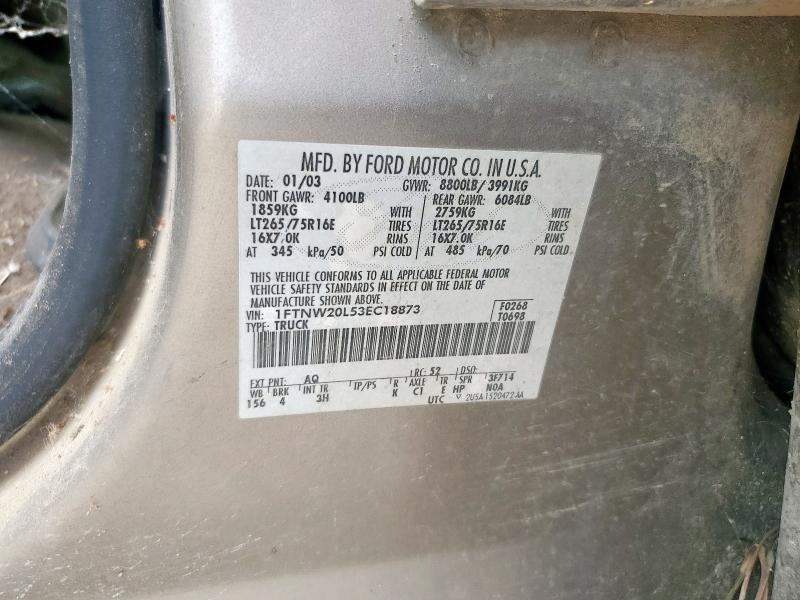 MFD. BY FORD MOTOR CO. IN U.S.A.
DATE: 01/03 GVWR: 8800LB/ 3991KG
FRONT GAWR: 4100LB REAR GAWR: 6084LB
1859KG WITH 2759KG WITH
LT265/75R16E TIRES LT265/75R16E TIRES
16X7.0K RIMS 16X7.0K RIMS
AT 345 kPa/50 PSI COLD AT 485 kPa/70 PSI COLD
THIS VEHICLE CONFORMS TO ALL APPLICABLE FEDERAL MOTOR
VEHICLE SAFETY STANDARDS IN EFFECT ON THE DATE OF
MANUFACTURE SHOWN ABOVE.
VIN: 1FTNW20L53EC18873 F0268
TYPE: TRUCK T0698
EXT PNT: AQ RC: 52 DSO:
WB BRK INT TR TP/PS R AXLE TR SPR 3F714
156 4 3H K C1 E HP N0A
UTC 2U5A-1520472-AA